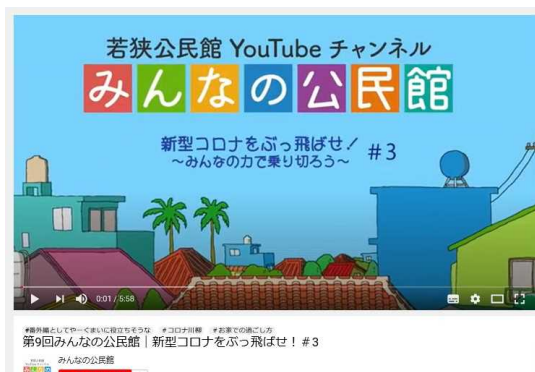 若狭公民館 YouTube チャンネル
みんなの公民館
新型コロナをぶっ飛ばせ！ #3
～みんなの力で乗り切ろう～
0:01 / 5:58
#番外編としてやーぐまいに役立ちそうな #コロナ川柳 #お家での過ごし方
第9回みんなの公民館｜新型コロナをぶっ飛ばせ！#3
みんなの公民館